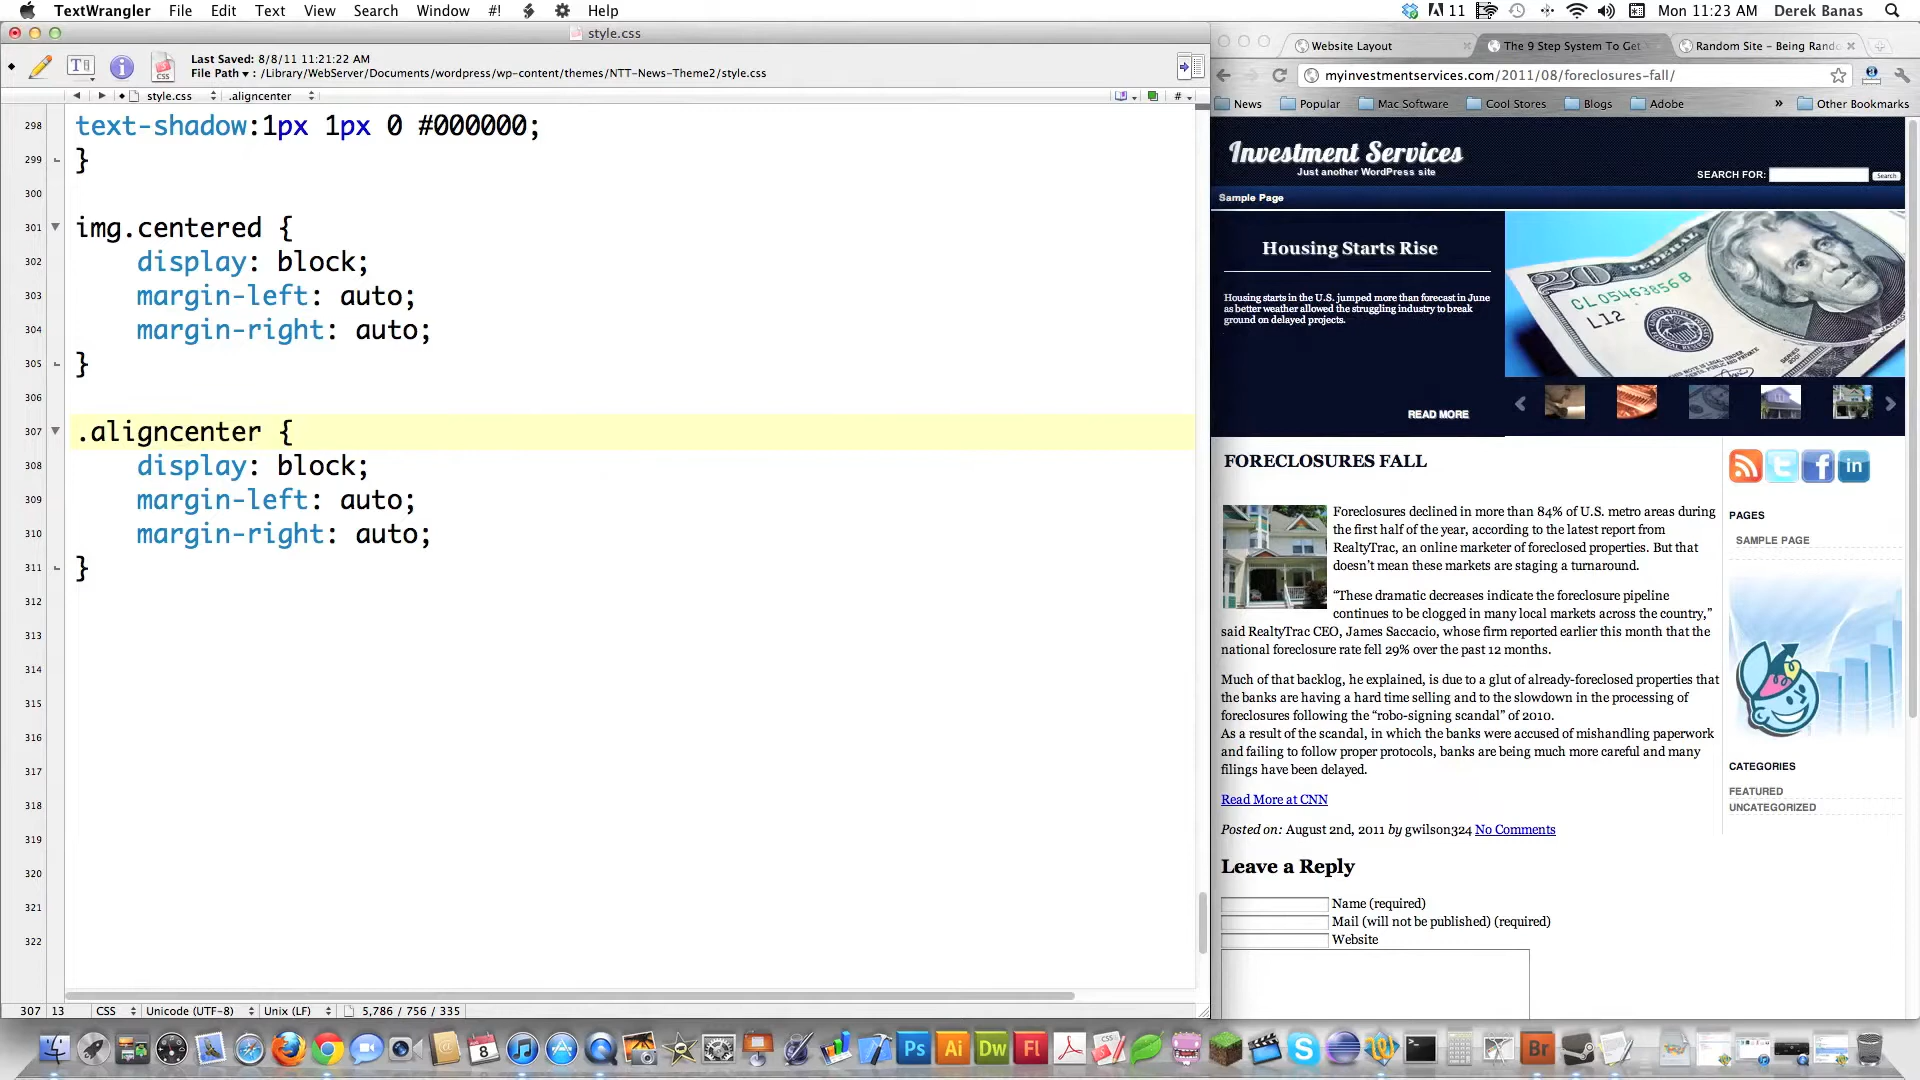 TextWrangler File Edit Text View Search Window #! Help
11 Mon 11:23 AM Derek Banas
style.css
Last Saved: 8/8/11 11:21:22 AM
File Path ▾ : /Library/WebServer/Documents/wordpress/wp-content/themes/NTT-News-Theme2/style.css
style.css .aligncenter #
298 text-shadow:1px 1px 0 #000000;
299 }
300
301 img.centered {
302 display: block;
303 margin-left: auto;
304 margin-right: auto;
305 }
306
307 .aligncenter {
308 display: block;
309 margin-left: auto;
310 margin-right: auto;
311 }
312
313
314
315
316
317
318
319
320
321
322
307 13 CSS Unicode (UTF-8) Unix (LF) 5,786 / 756 / 335
Website Layout The 9 Step System To Get Random Site – Being Rando
myinvestmentservices.com/2011/08/foreclosures-fall/
News Popular Mac Software Cool Stores Blogs Adobe » Other Bookmarks
Investment Services
Just another WordPress site
SEARCH FOR: Search
Sample Page
Housing Starts Rise
Housing starts in the U.S. jumped more than forecast in June
as better weather allowed the struggling industry to break
ground on delayed projects.
READ MORE
20
CL 05463856 B
L12
FORECLOSURES FALL
Foreclosures declined in more than 84% of U.S. metro areas during
the first half of the year, according to the latest report from
RealtyTrac, an online marketer of foreclosed properties. But that
doesn’t mean these markets are staging a turnaround.
“These dramatic decreases indicate the foreclosure pipeline
continues to be clogged in many local markets across the country,”
said RealtyTrac CEO, James Saccacio, whose firm reported earlier this month that the
national foreclosure rate fell 29% over the past 12 months.
Much of that backlog, he explained, is due to a glut of already-foreclosed properties that
the banks are having a hard time selling and to the slowdown in the processing of
foreclosures following the “robo-signing scandal” of 2010.
As a result of the scandal, in which the banks were accused of mishandling paperwork
and failing to follow proper protocols, banks are being much more careful and many
filings have been delayed.
Read More at CNN
Posted on: August 2nd, 2011 by gwilson324 No Comments
Leave a Reply
Name (required)
Mail (will not be published) (required)
Website
in
PAGES
SAMPLE PAGE
CATEGORIES
FEATURED
UNCATEGORIZED
8 Ps Ai Dw Fl Br